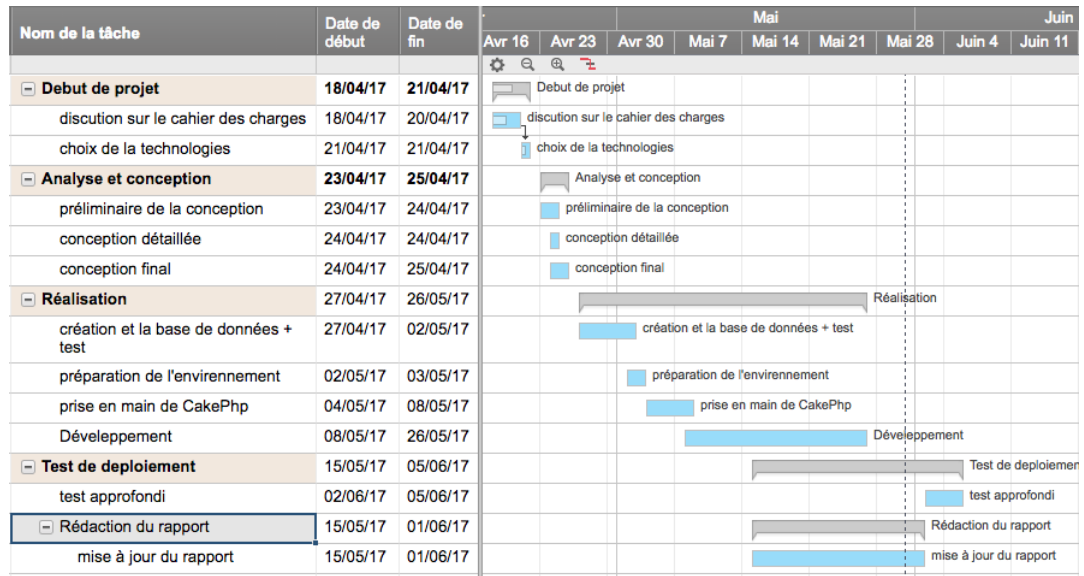 Nom de la tâche Date de début Date de fin Mai Juin
Avr 16 Avr 23 Avr 30 Mai 7 Mai 14 Mai 21 Mai 28 Juin 4 Juin 11
Debut de projet 18/04/17 21/04/17 Debut de projet
discution sur le cahier des charges 18/04/17 20/04/17 discution sur le cahier des charges
choix de la technologies 21/04/17 21/04/17 choix de la technologies
Analyse et conception 23/04/17 25/04/17 Analyse et conception
préliminaire de la conception 23/04/17 24/04/17 préliminaire de la conception
conception détaillée 24/04/17 24/04/17 conception détaillée
conception final 24/04/17 25/04/17 conception final
Réalisation 27/04/17 26/05/17 Réalisation
création et la base de données + test 27/04/17 02/05/17 création et la base de données + test
préparation de l'envirennement 02/05/17 03/05/17 préparation de l'envirennement
prise en main de CakePhp 04/05/17 08/05/17 prise en main de CakePhp
Déveleppement 08/05/17 26/05/17 Déveleppement
Test de deploiement 15/05/17 05/06/17 Test de deploiemen
test approfondi 02/06/17 05/06/17 test approfondi
Rédaction du rapport 15/05/17 01/06/17 Rédaction du rapport
mise à jour du rapport 15/05/17 01/06/17 mise à jour du rapport